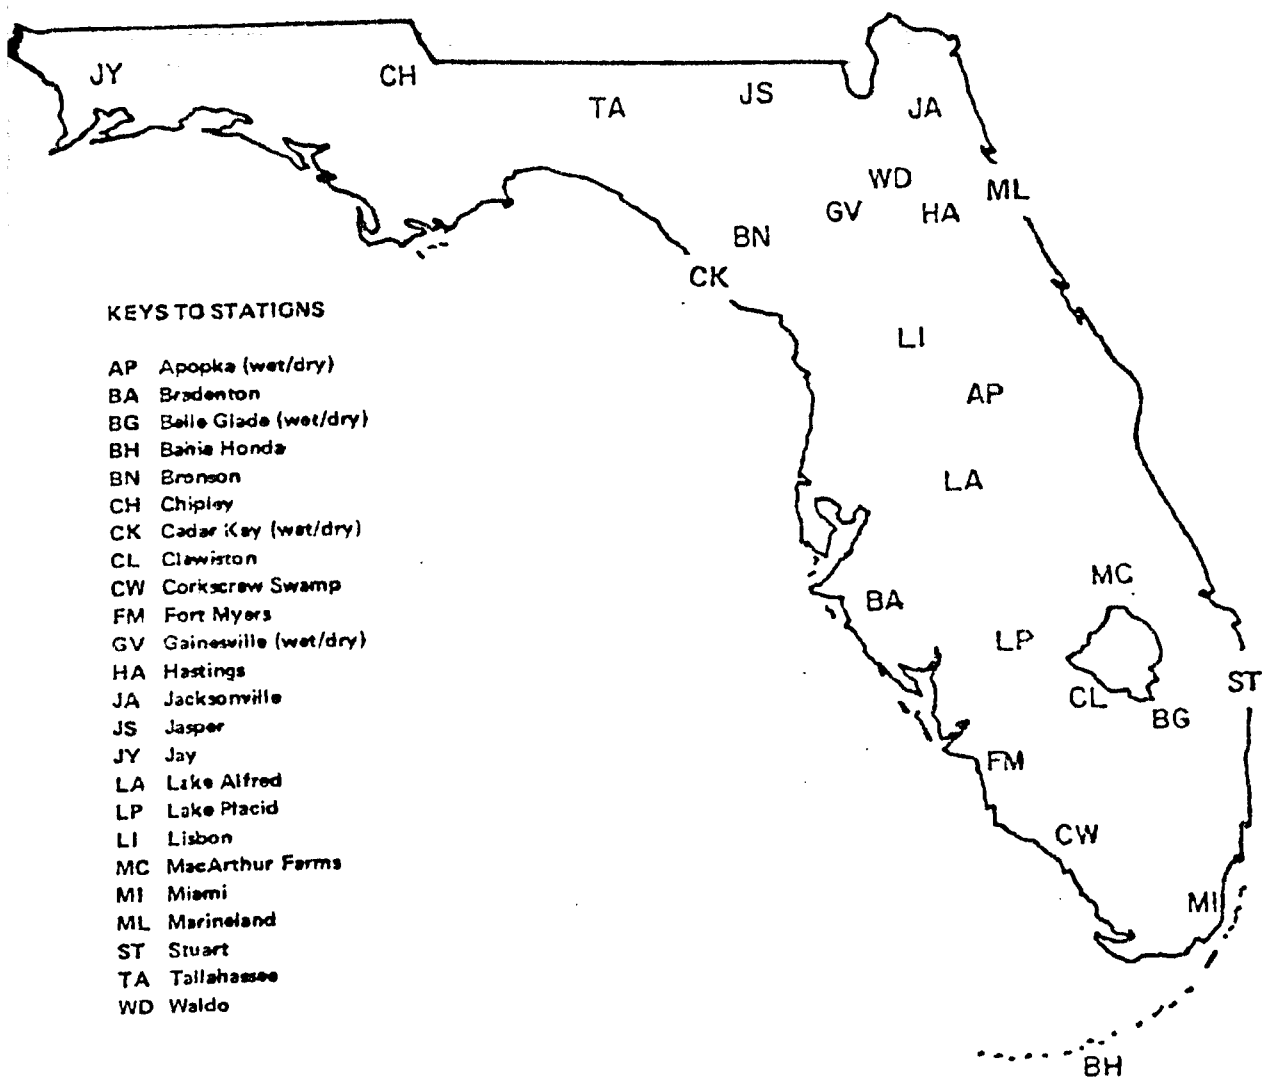 JY
CH
TA
JS
JA
WD
ML
GV
HA
BN
CK
LI
AP
LA
MC
BA
LP
CL
ST
BG
FM
CW
MI
BH
KEYS TO STATIONS
AP Apopka (wet/dry)
BA Bradenton
BG Belle Glade (wet/dry)
BH Bahia Honda
BN Bronson
CH Chipley
CK Cedar Key (wet/dry)
CL Clewiston
CW Corkscrew Swamp
FM Fort Myers
GV Gainesville (wet/dry)
HA Hastings
JA Jacksonville
JS Jasper
JY Jay
LA Lake Alfred
LP Lake Placid
LI Lisbon
MC MacArthur Farms
MI Miami
ML Marineland
ST Stuart
TA Tallahassee
WD Waldo